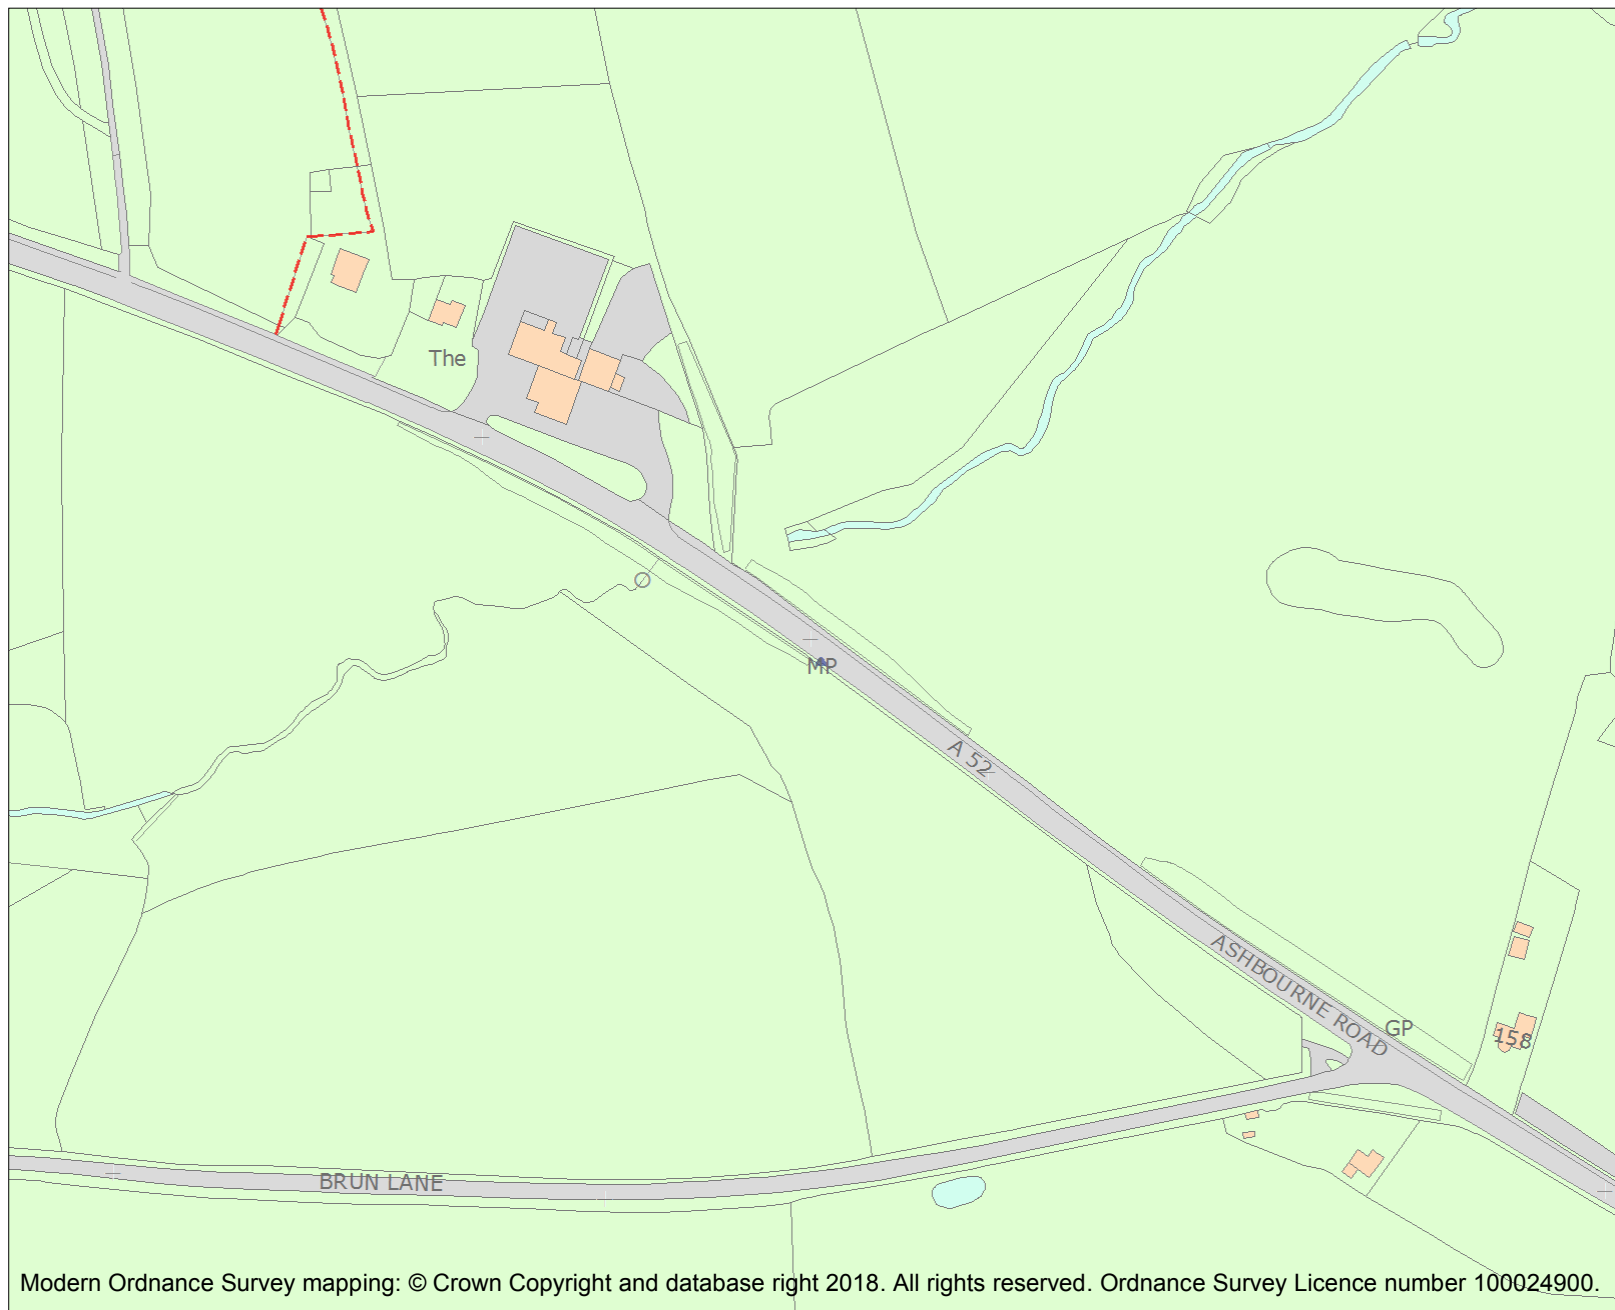 The
MP
A 52
ASHBOURNE ROAD
GP
158
BRUN LANE
Modern Ordnance Survey mapping: © Crown Copyright and database right 2018. All rights reserved. Ordnance Survey Licence number 100024900.